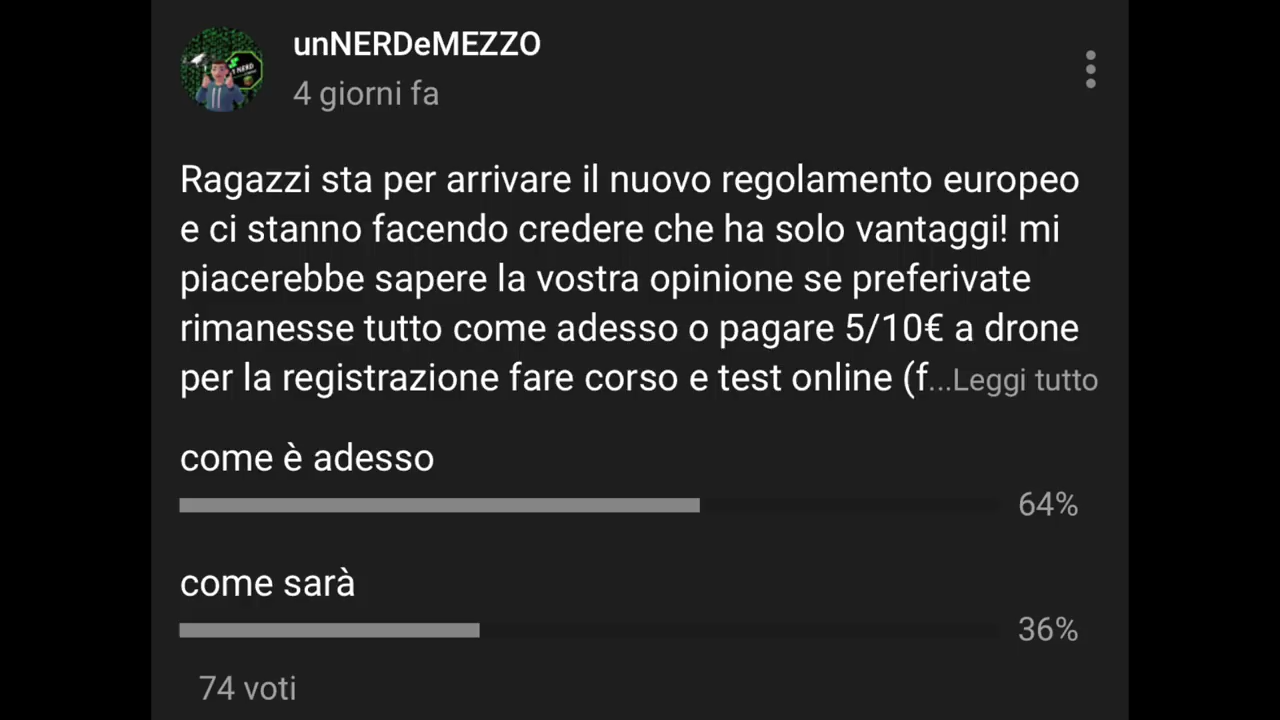 unNERDeMEZZO
4 giorni fa
Ragazzi sta per arrivare il nuovo regolamento europeo
e ci stanno facendo credere che ha solo vantaggi! mi
piacerebbe sapere la vostra opinione se preferivate
rimanesse tutto come adesso o pagare 5/10€ a drone
per la registrazione fare corso e test online (f...Leggi tutto
come è adesso
64%
come sarà
36%
74 voti